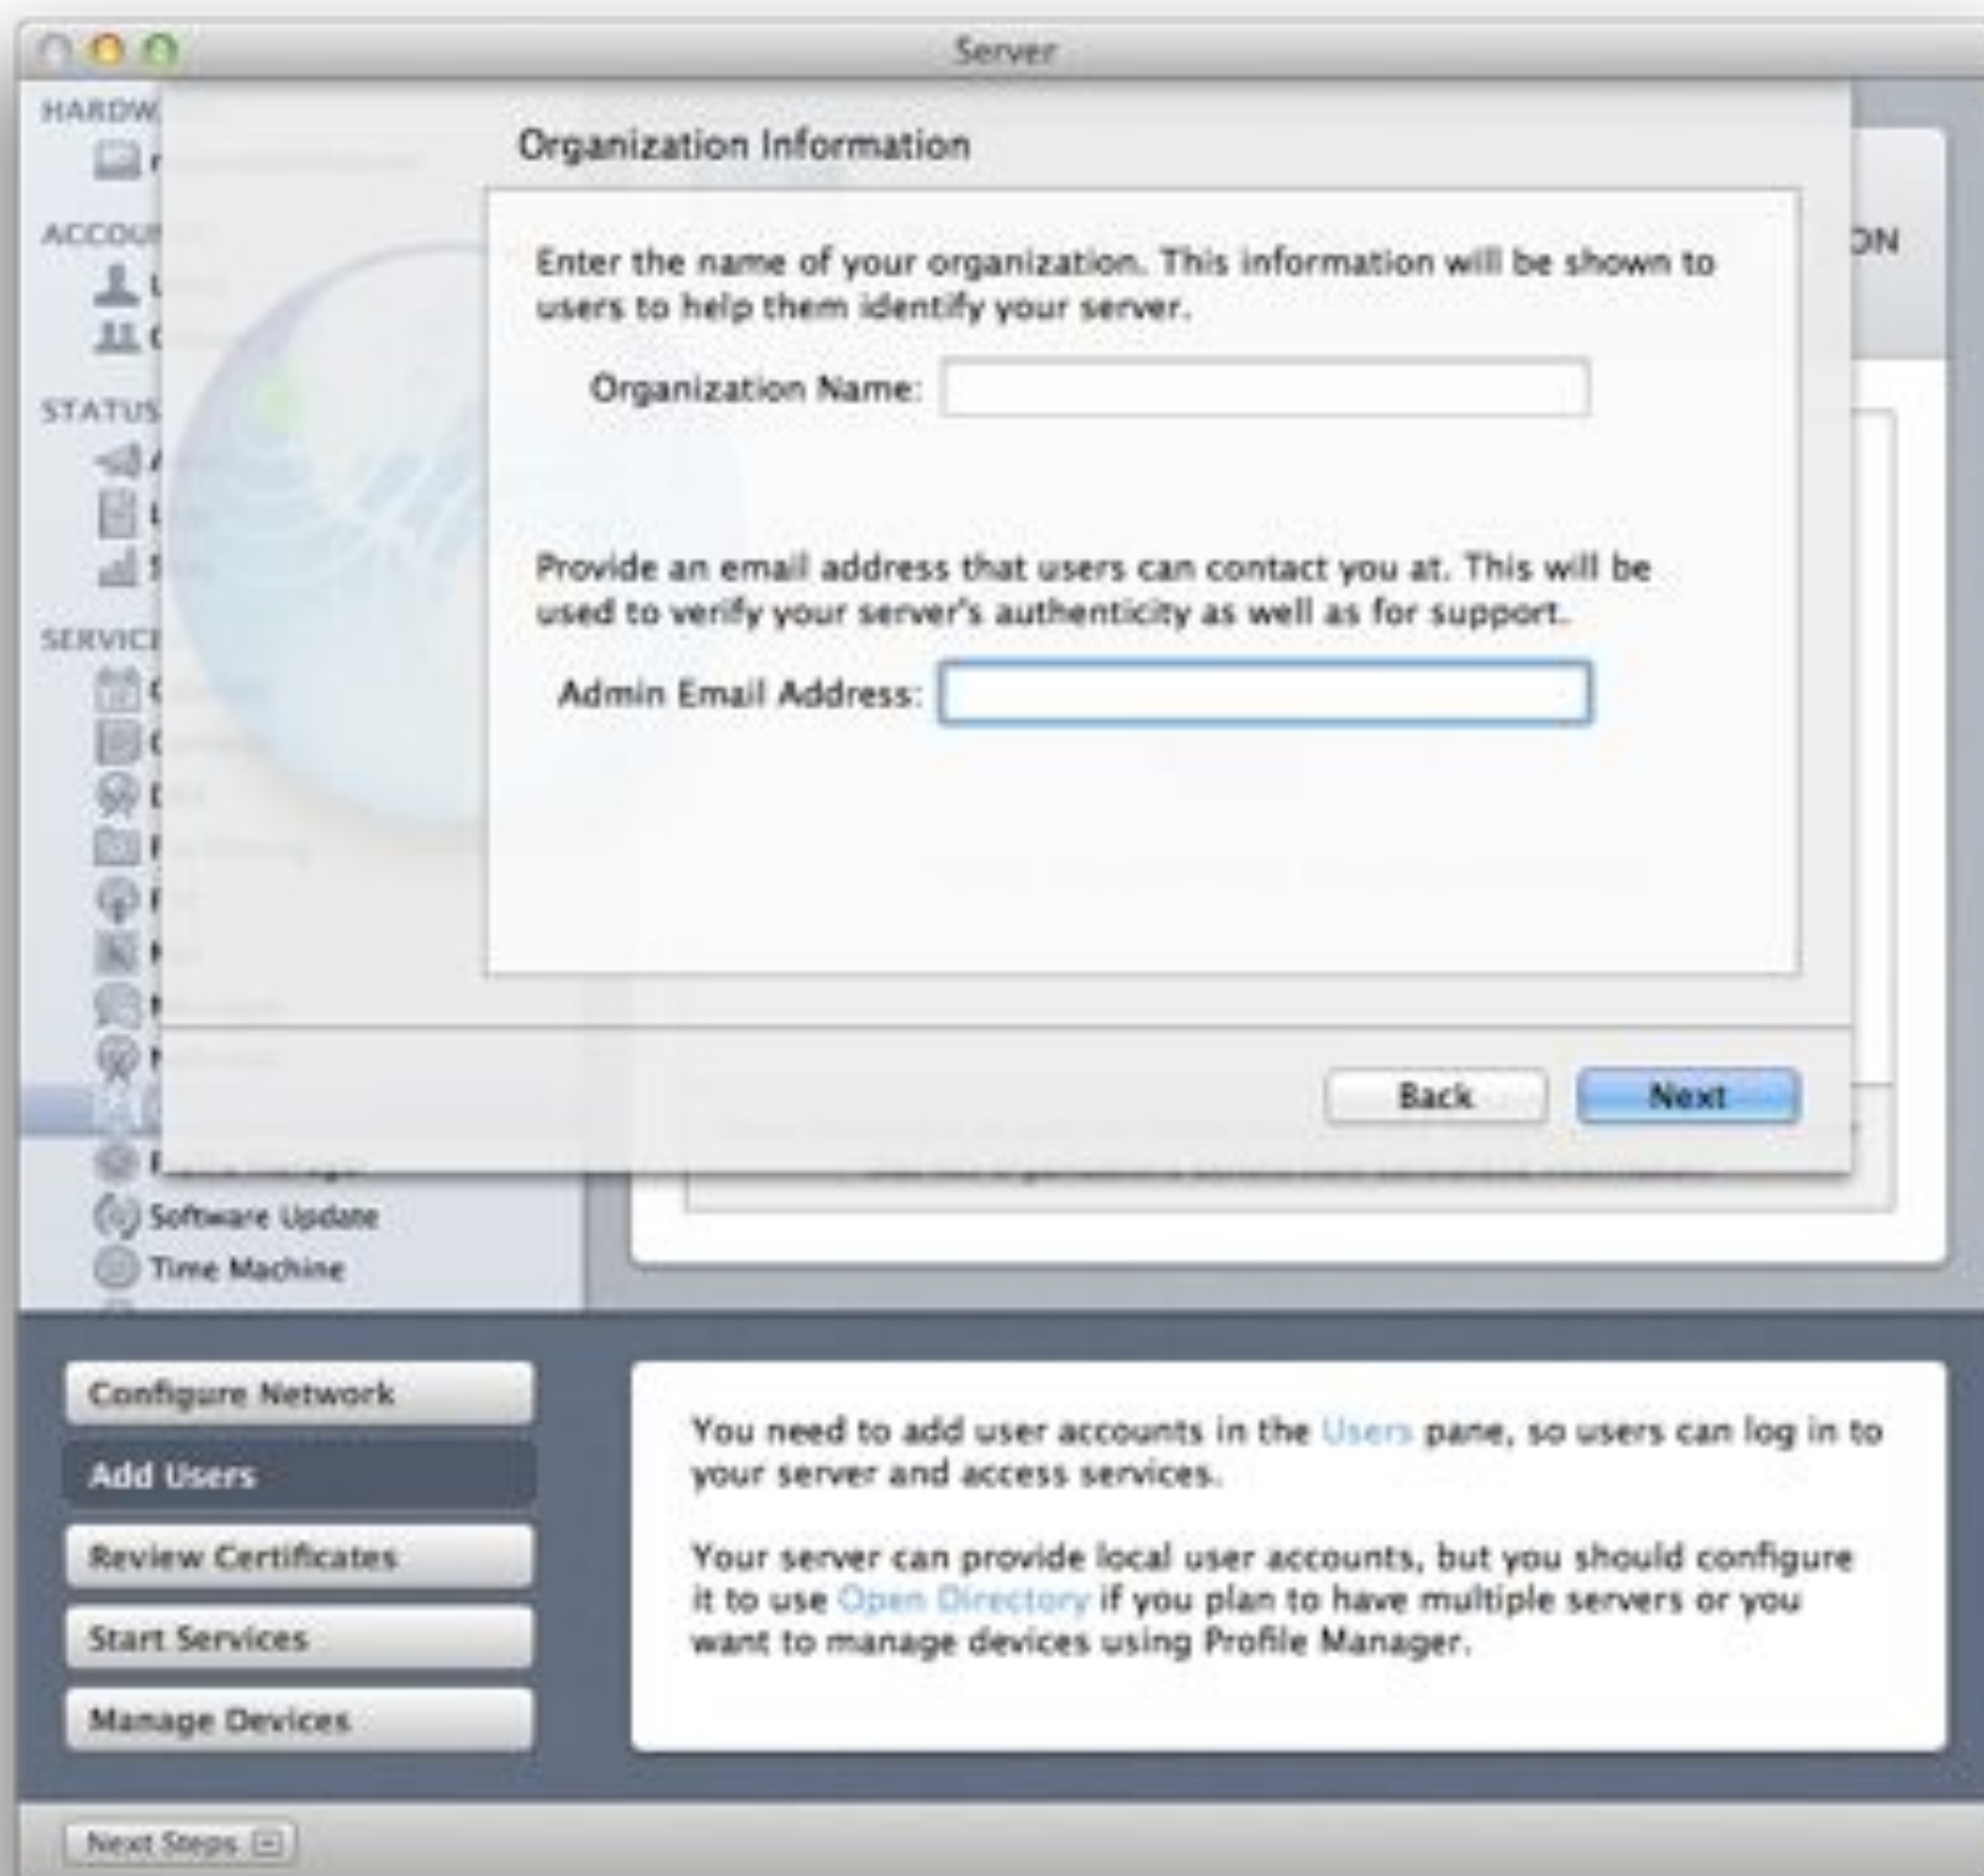 Server
HARDW
ACCOU
STATUS
SERVICE
Software Update
Time Machine
Organization Information
Enter the name of your organization. This information will be shown to
users to help them identify your server.
Organization Name:
Provide an email address that users can contact you at. This will be
used to verify your server's authenticity as well as for support.
Admin Email Address:
Back
Next
ON
Configure Network
Add Users
Review Certificates
Start Services
Manage Devices
You need to add user accounts in the Users pane, so users can log in to
your server and access services.
Your server can provide local user accounts, but you should configure
it to use Open Directory if you plan to have multiple servers or you
want to manage devices using Profile Manager.
Next Steps